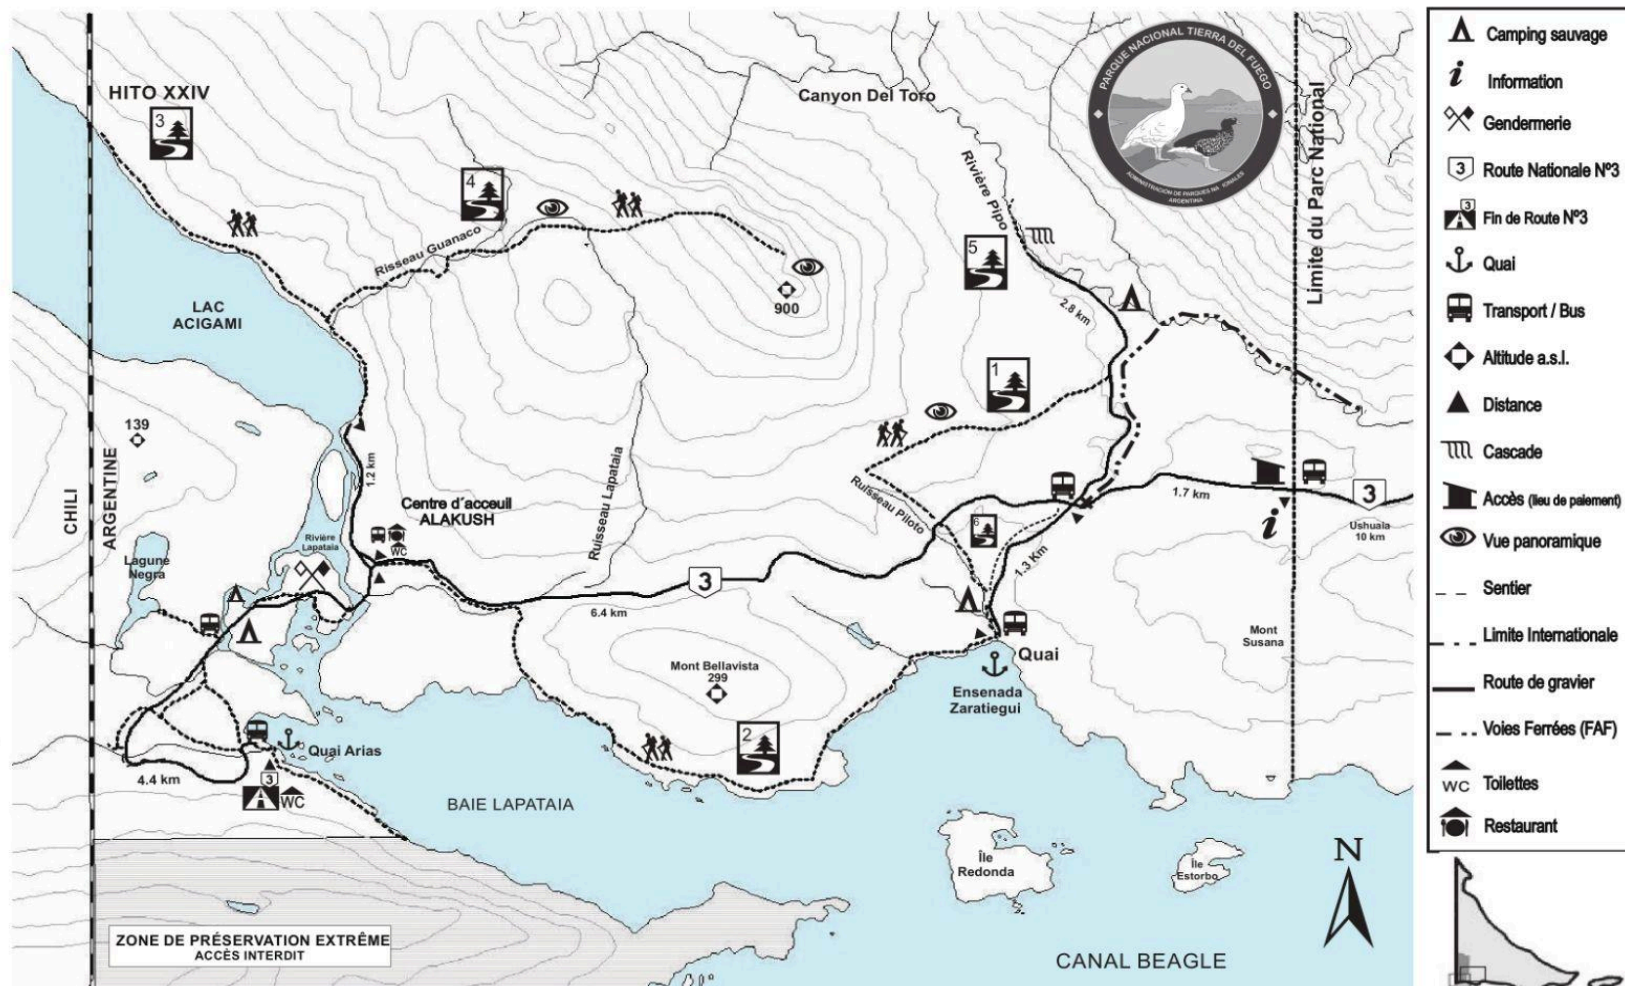 HITO XXIV
3
4
Risseau Guanaco
LAC
ACIGAMI
Canyon Del Toro
PARQUE NACIONAL TIERRA DEL FUEGO
ADMINISTRACIÓN DE PARQUES NA IONALES
ARGENTINA
Rivière Pipo
5
2.8 km
900
1
Limite du Parc National
139
CHILI
ARGENTINE
1.2 km
Centre d´acceuil
ALAKUSH
WC
Ruisseau Lapataia
Ruisseau Piloto
6
1.3 Km
1.7 km
i
3
Ushuaia
10 km
Lagune
Negra
Rivière
Lapataia
3
6.4 km
Mont Bellavista
299
2
Quai
Ensenada
Zaratiegui
Mont
Susana
Quai Arias
4.4 km
3
WC
BAIE LAPATAIA
Île
Redonda
Île
Estorbo
N
CANAL BEAGLE
ZONE DE PRÉSERVATION EXTRÊME
ACCÈS INTERDIT
Camping sauvage
i Information
Gendermerie
3 Route Nationale Nº3
3 Fin de Route Nº3
Quai
Transport / Bus
Altitude a.s.l.
Distance
Cascade
Accès (lieu de paiement)
Vue panoramique
Sentier
Limite Internationale
Route de gravier
Voies Ferrées (FAF)
WC Toilettes
Restaurant